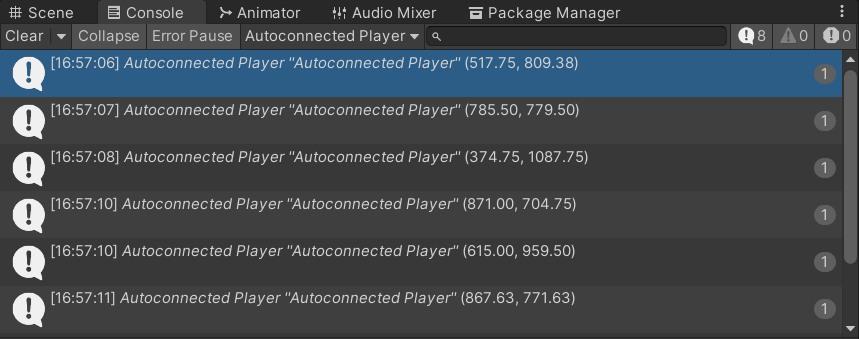 Scene Console Animator Audio Mixer Package Manager
Clear Collapse Error Pause Autoconnected Player 8 0 0
[16:57:06] Autoconnected Player "Autoconnected Player" (517.75, 809.38) 1
[16:57:07] Autoconnected Player "Autoconnected Player" (785.50, 779.50) 1
[16:57:08] Autoconnected Player "Autoconnected Player" (374.75, 1087.75) 1
[16:57:10] Autoconnected Player "Autoconnected Player" (871.00, 704.75) 1
[16:57:10] Autoconnected Player "Autoconnected Player" (615.00, 959.50) 1
[16:57:11] Autoconnected Player "Autoconnected Player" (867.63, 771.63) 1